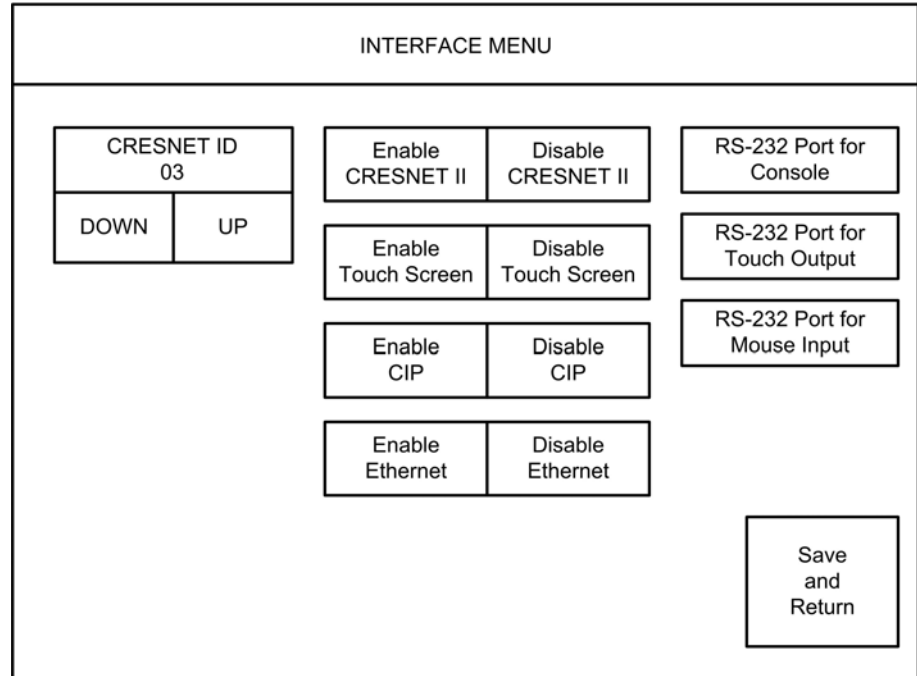 INTERFACE MENU
CRESNET ID
03
DOWN
UP
Enable
CRESNET II
Disable
CRESNET II
Enable
Touch Screen
Disable
Touch Screen
Enable
CIP
Disable
CIP
Enable
Ethernet
Disable
Ethernet
RS-232 Port for
Console
RS-232 Port for
Touch Output
RS-232 Port for
Mouse Input
Save
and
Return